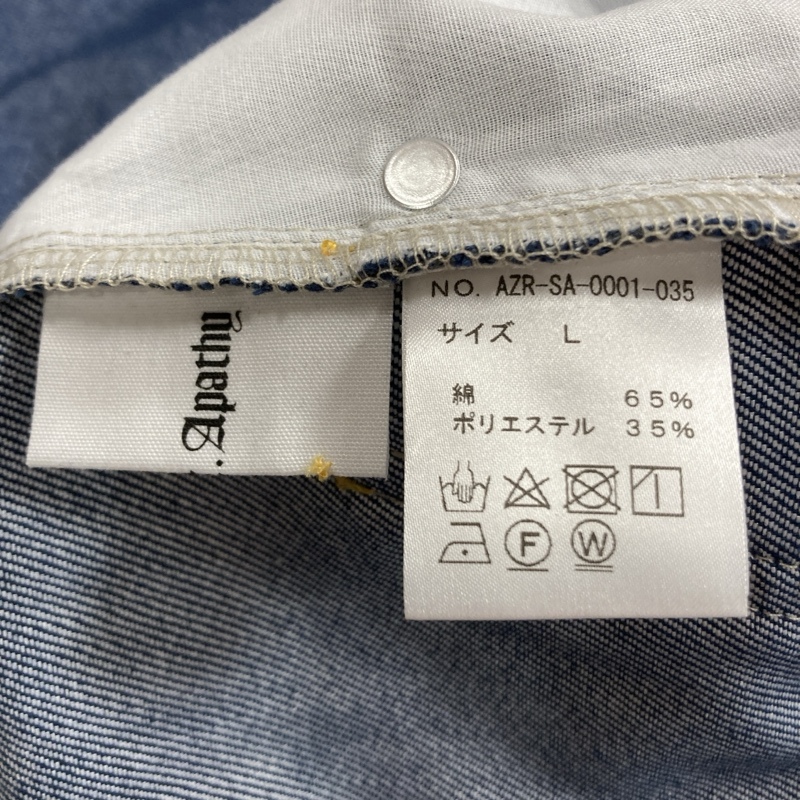 . Apathy
NO. AZR-SA-0001-035
サイズ L
綿 65%
ポリエステル 35%
F W